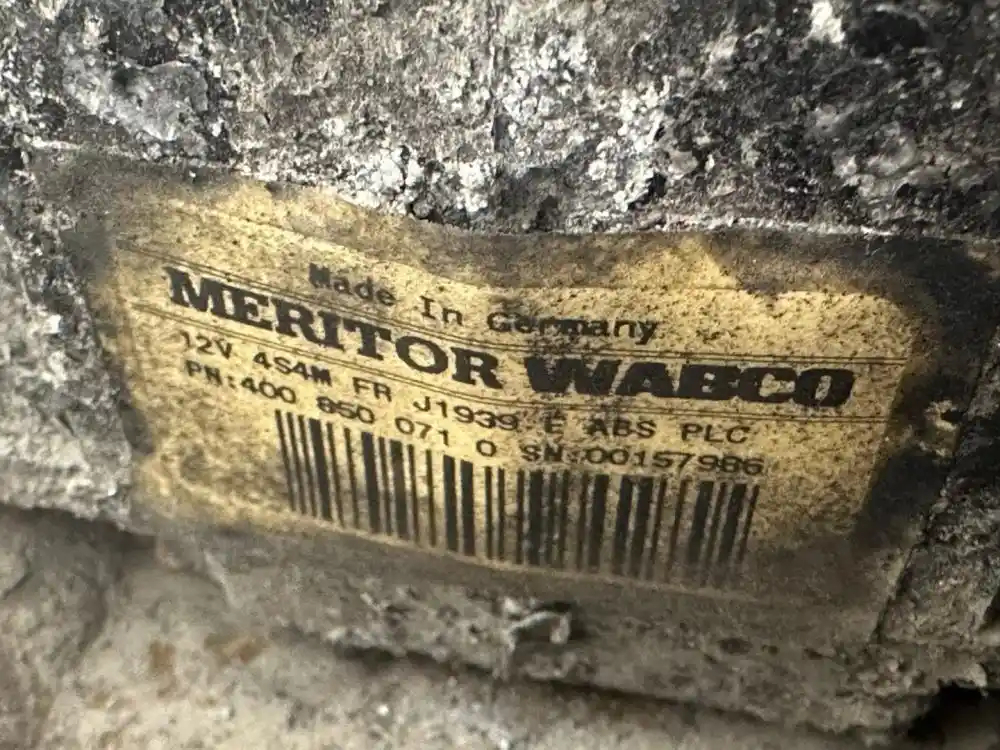 Made In Germany
MERITOR WABCO
12V 4S4M FR J1939 E ABS PLC
PN:400 850 071 0 SN:00157986